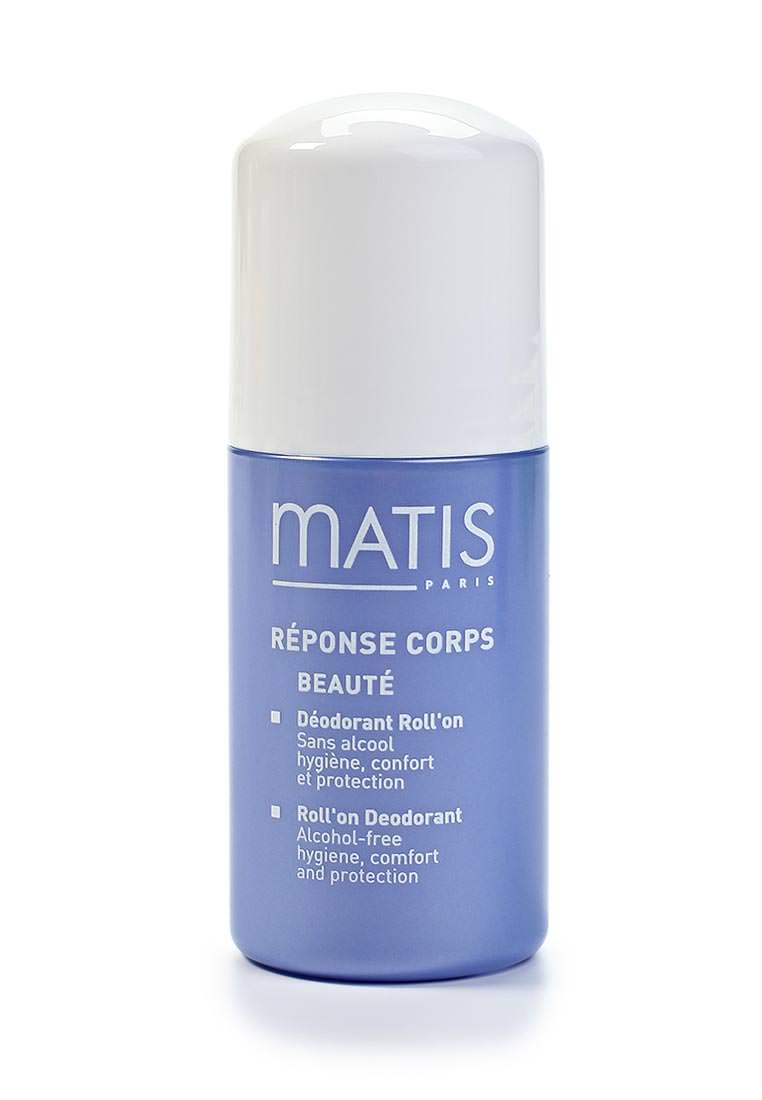 MATIS
PARIS
RÉPONSE CORPS
BEAUTÉ
Déodorant Roll'on
Sans alcool
hygiène, confort
et protection
Roll'on Deodorant
Alcohol-free
hygiene, comfort
and protection